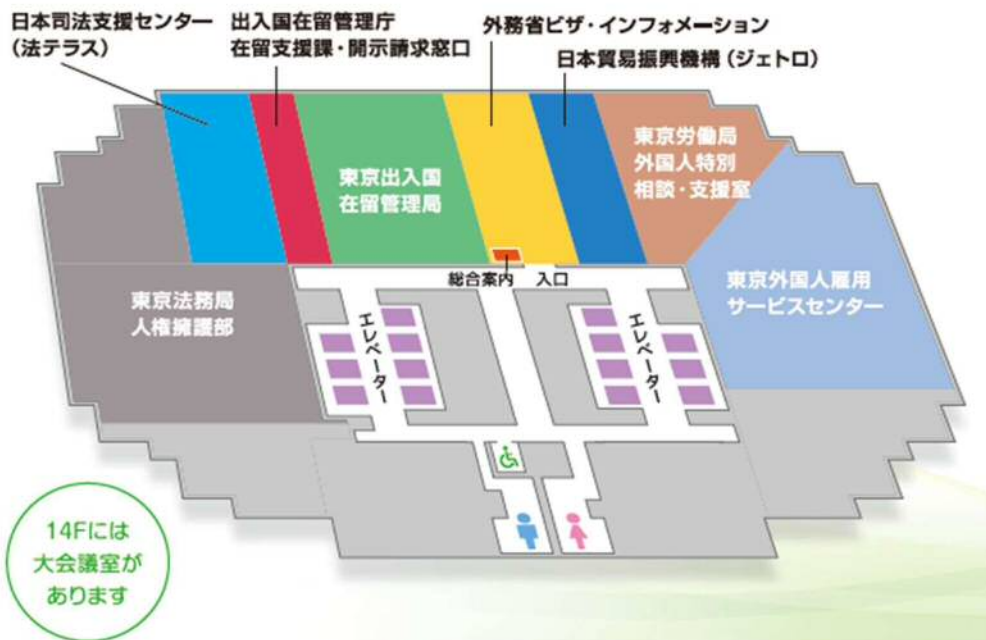 日本司法支援センター
(法テラス)
出入国在留管理庁
在留支援課・開示請求窓口
外務省ビザ・インフォメーション
日本貿易振興機構(ジェトロ)
東京出入国
在留管理局
東京労働局
外国人特別
相談・支援室
総合案内
入口
東京法務局
人権擁護部
エレベーター
エレベーター
東京外国人雇用
サービスセンター
14Fには
大会議室が
あります